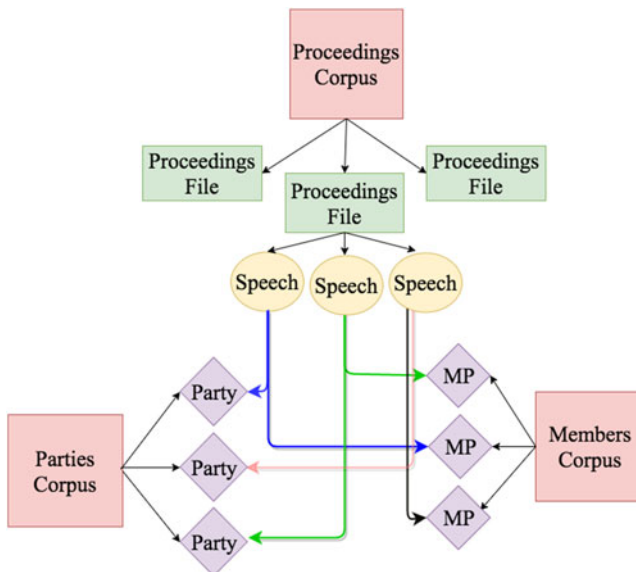 Proceedings
Corpus
Proceedings
File
Proceedings
File
Proceedings
File
Speech
Speech
Speech
Party
MP
Parties
Corpus
Party
MP
Members
Corpus
Party
MP